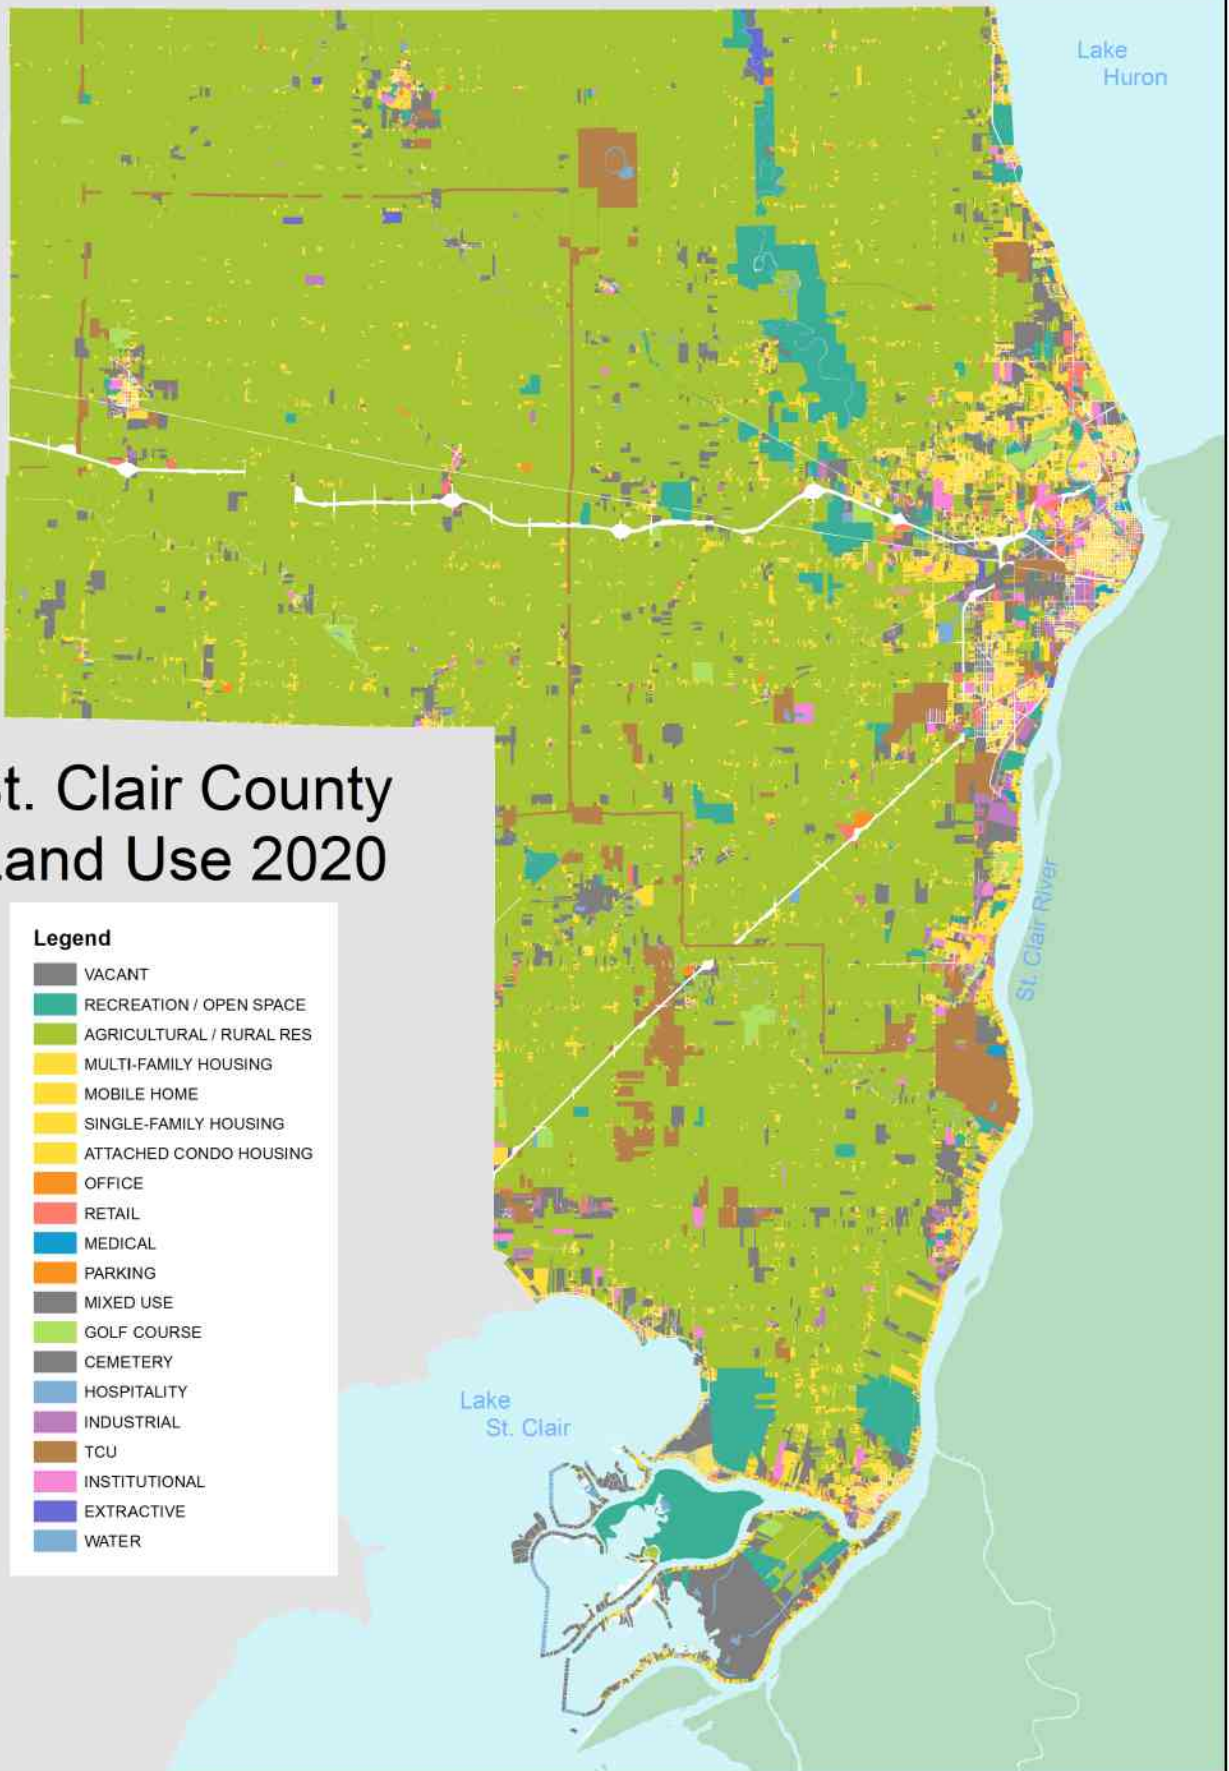 Lake
Huron
t. Clair County
and Use 2020
St. Clair River
Legend
VACANT
RECREATION / OPEN SPACE
AGRICULTURAL / RURAL RES
MULTI-FAMILY HOUSING
MOBILE HOME
SINGLE-FAMILY HOUSING
ATTACHED CONDO HOUSING
OFFICE
RETAIL
MEDICAL
PARKING
MIXED USE
GOLF COURSE
CEMETERY
HOSPITALITY
INDUSTRIAL
TCU
INSTITUTIONAL
EXTRACTIVE
WATER
Lake
St. Clair